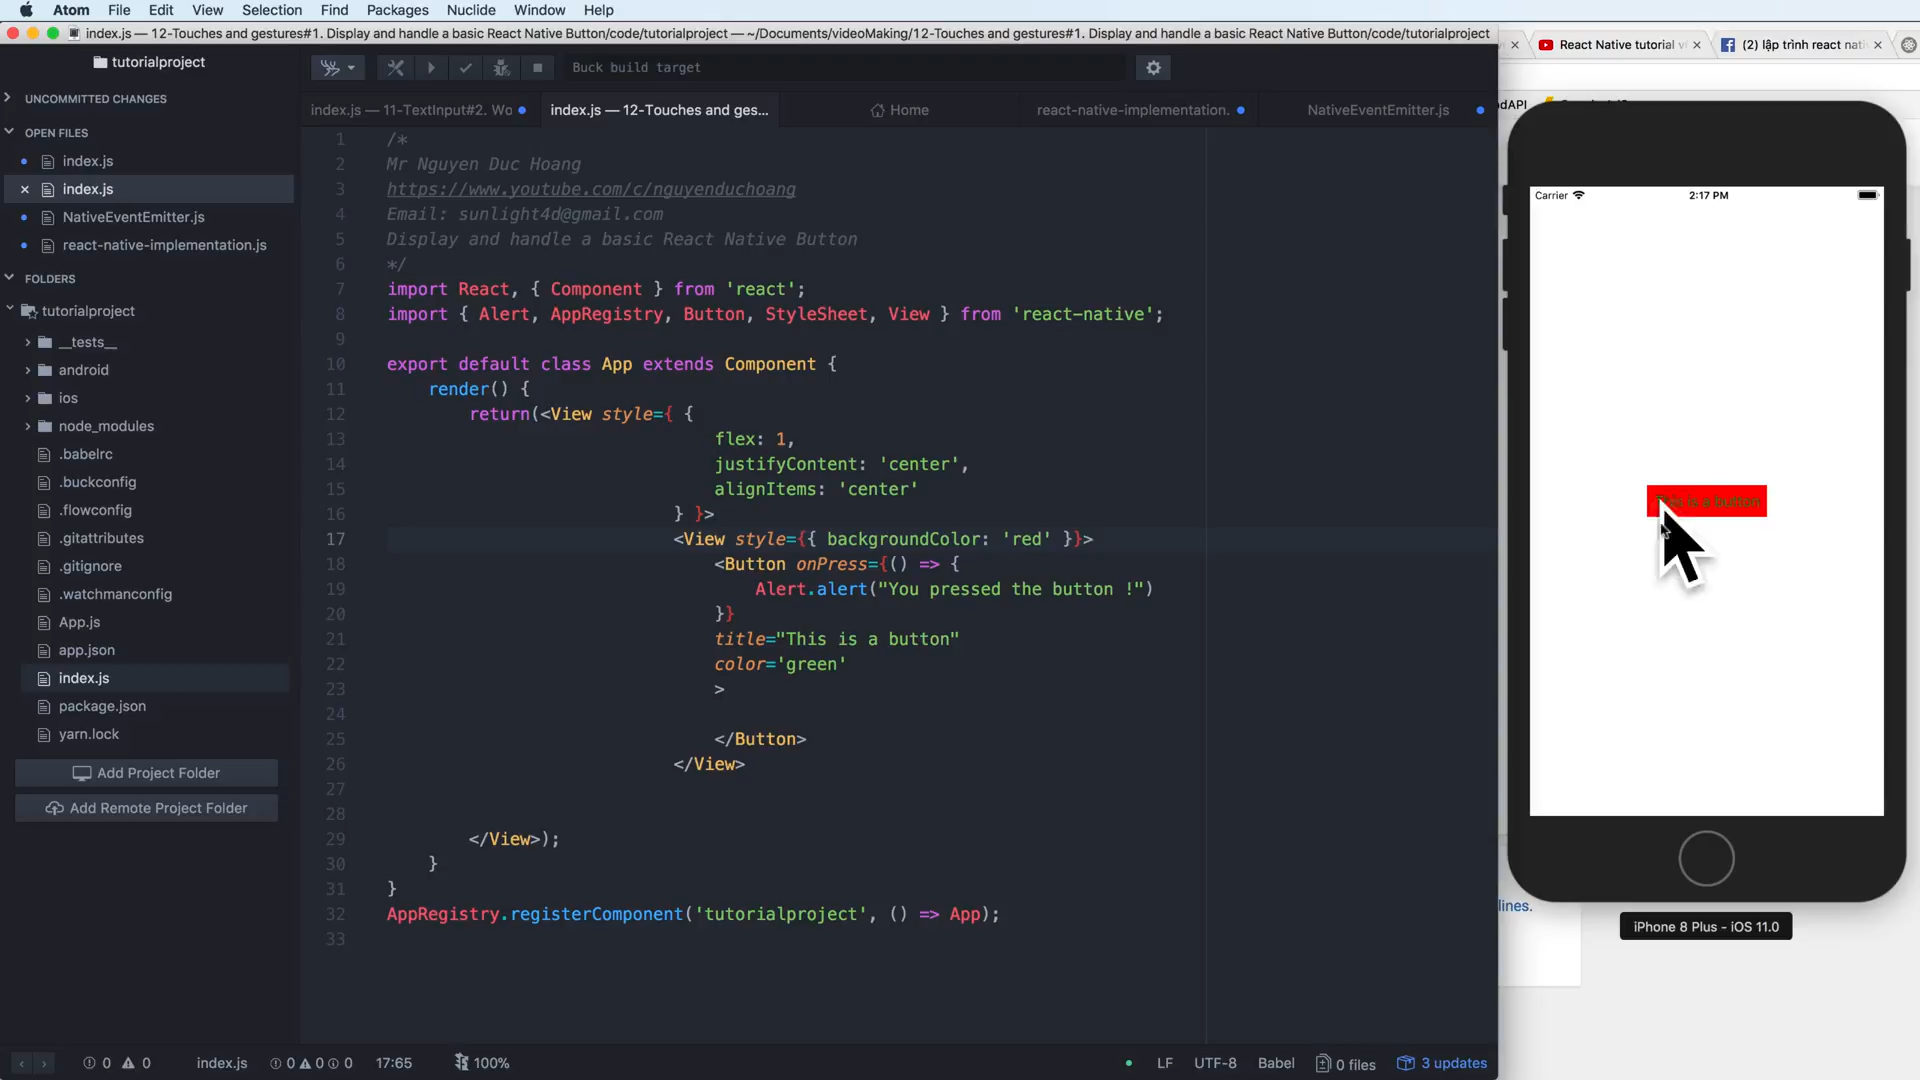 Atom File Edit View Selection Find Packages Nuclide Window Help
index.js — 12-Touches and gestures#1. Display and handle a basic React Native Button/code/tutorialproject — ~/Documents/videoMaking/12-Touches and gestures#1. Display and handle a basic React Native Button/code/tutorialproject
React Native tutorial
(2) lập trình react nati
tutorialproject
Buck build target
UNCOMMITTED CHANGES
OPEN FILES
index.js
index.js
NativeEventEmitter.js
react-native-implementation.js
FOLDERS
tutorialproject
__tests__
android
ios
node_modules
.babelrc
.buckconfig
.flowconfig
.gitattributes
.gitignore
.watchmanconfig
App.js
app.json
index.js
package.json
yarn.lock
Add Project Folder
Add Remote Project Folder
index.js — 11-TextInput#2. Wo
index.js — 12-Touches and ges...
Home
react-native-implementation.
NativeEventEmitter.js
1 /*
2 Mr Nguyen Duc Hoang
3 https://www.youtube.com/c/nguyenduchoang
4 Email: sunlight4d@gmail.com
5 Display and handle a basic React Native Button
6 */
7 import React, { Component } from 'react';
8 import { Alert, AppRegistry, Button, StyleSheet, View } from 'react-native';
9
10 export default class App extends Component {
11 render() {
12 return(<View style={ {
13 flex: 1,
14 justifyContent: 'center',
15 alignItems: 'center'
16 } }>
17 <View style={{ backgroundColor: 'red' }}>
18 <Button onPress={() => {
19 Alert.alert("You pressed the button !")
20 }}
21 title="This is a button"
22 color='green'
23 >
24
25 </Button>
26 </View>
27
28
29 </View>);
30 }
31 }
32 AppRegistry.registerComponent('tutorialproject', () => App);
33
0 0 index.js 0 0 0 17:65 100%
LF UTF-8 Babel 0 files 3 updates
dAPI
Carrier 2:17 PM
This is a button
lines.
iPhone 8 Plus - iOS 11.0